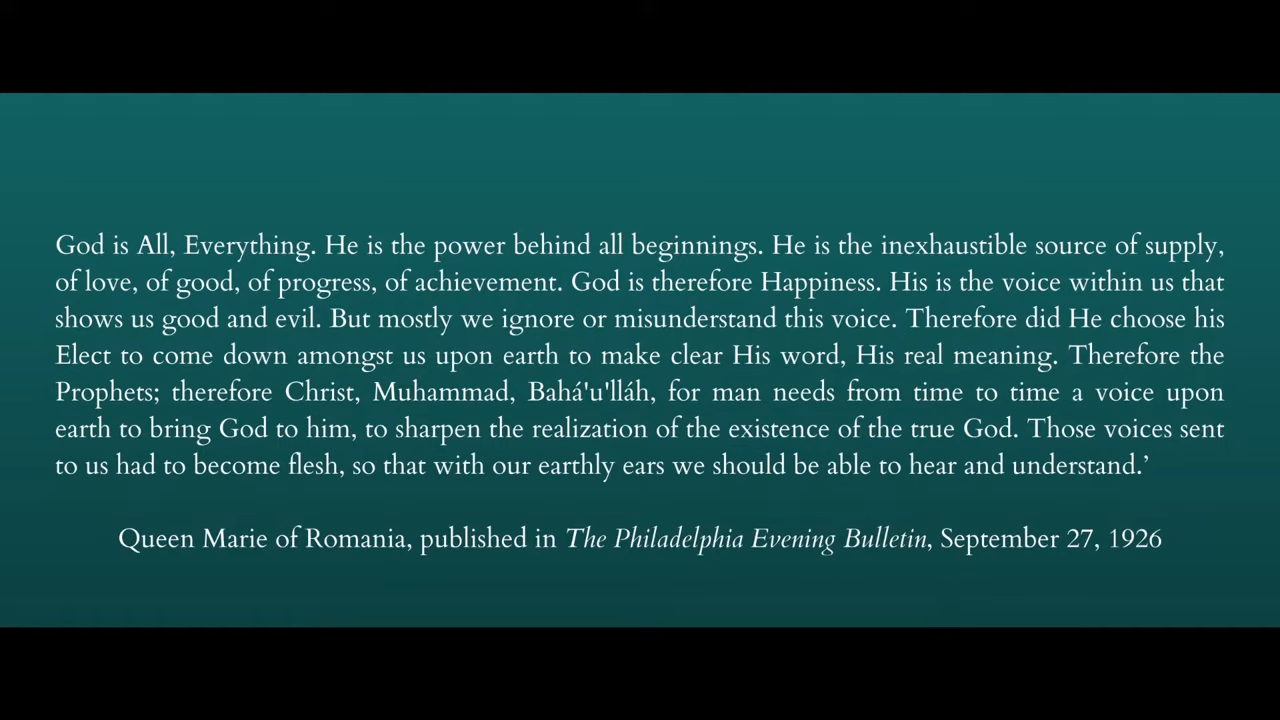 God is All, Everything. He is the power behind all beginnings. He is the inexhaustible source of supply,
of love, of good, of progress, of achievement. God is therefore Happiness. His is the voice within us that
shows us good and evil. But mostly we ignore or misunderstand this voice. Therefore did He choose his
Elect to come down amongst us upon earth to make clear His word, His real meaning. Therefore the
Prophets; therefore Christ, Muhammad, Bahá'u'lláh, for man needs from time to time a voice upon
earth to bring God to him, to sharpen the realization of the existence of the true God. Those voices sent
to us had to become flesh, so that with our earthly ears we should be able to hear and understand.’
Queen Marie of Romania, published in The Philadelphia Evening Bulletin, September 27, 1926